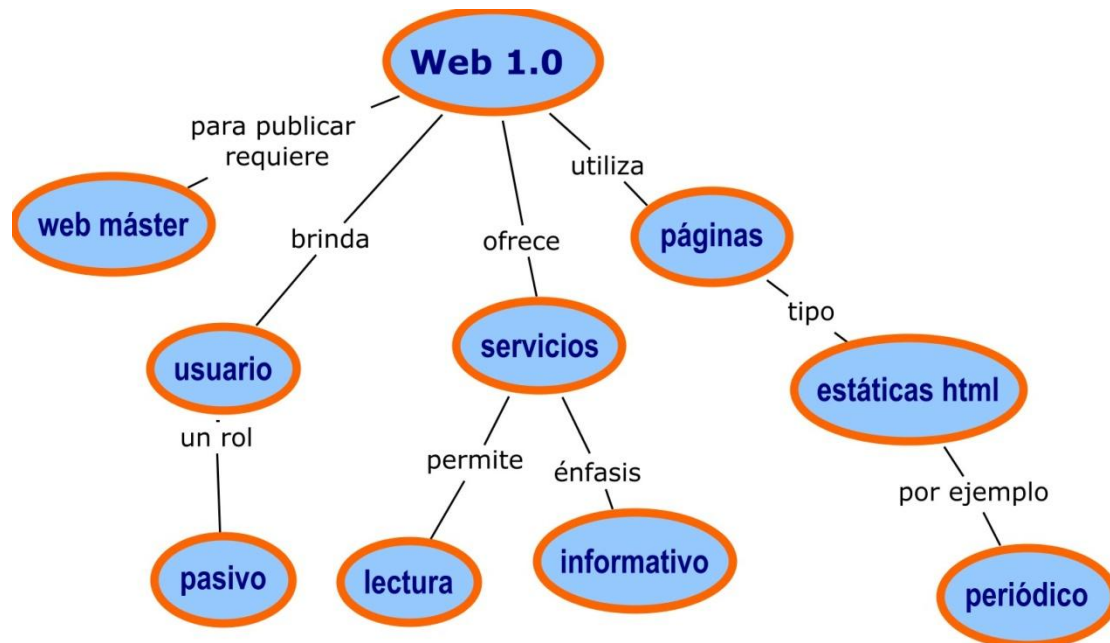 Web 1.0
para publicar
requiere
utiliza
web máster
páginas
brinda
ofrece
tipo
servicios
usuario
estáticas html
un rol
permite
énfasis
por ejemplo
informativo
pasivo
lectura
periódico